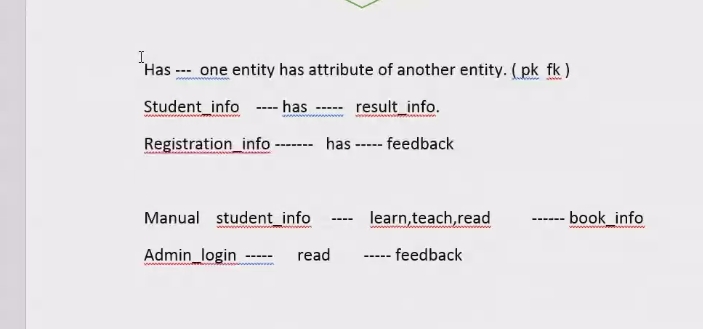 Has --- one entity has attribute of another entity. ( pk fk )
Student_info ---- has ----- result_info.
Registration_info ------- has ----- feedback
Manual student_info ---- learn,teach,read ------ book_info
Admin_login ----- read ----- feedback